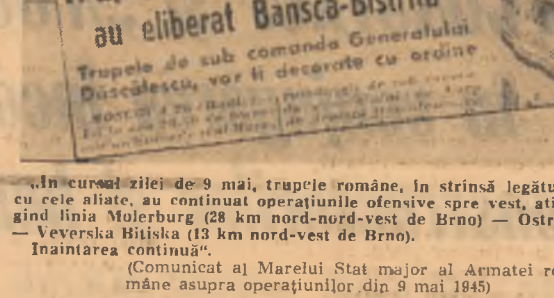 au eliberat Bansca-Bistrita
Trupele de sub comanda Generalului
Dăscălescu, vor fi decorate cu ordine
„In cursul zilei de 9 mai, trupele române, în strînsă legătu
cu cele aliate, au continuat operațiunile ofensive spre vest, ati
gind linia Molerburg (28 km nord-nord-vest de Brno) — Ostr
— Veverska Bitiska (13 km nord-vest de Brno).
Inaintarea continuă“.
(Comunicat al Marelui Stat major al Armatei ro
mâne asupra operațiunilor din 9 mai 1945)